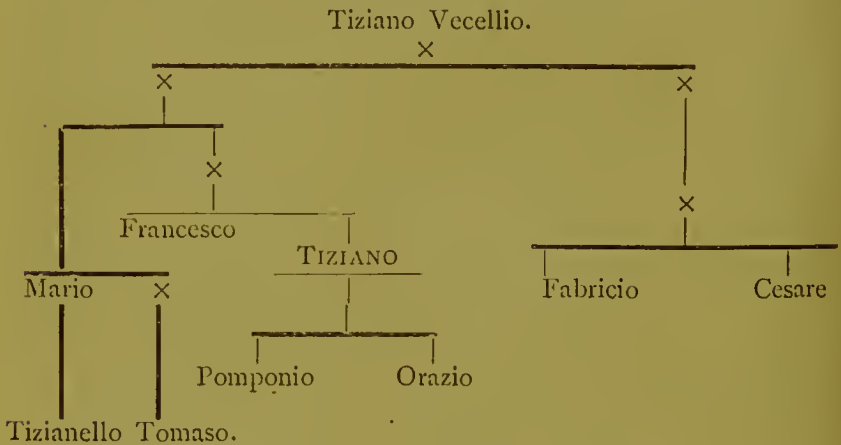 Tiziano Vecellio.
×
× ×
×
×
Francesco
TIZIANO
Mario × Fabricio Cesare
Pomponio Orazio
Tizianello Tomaso.